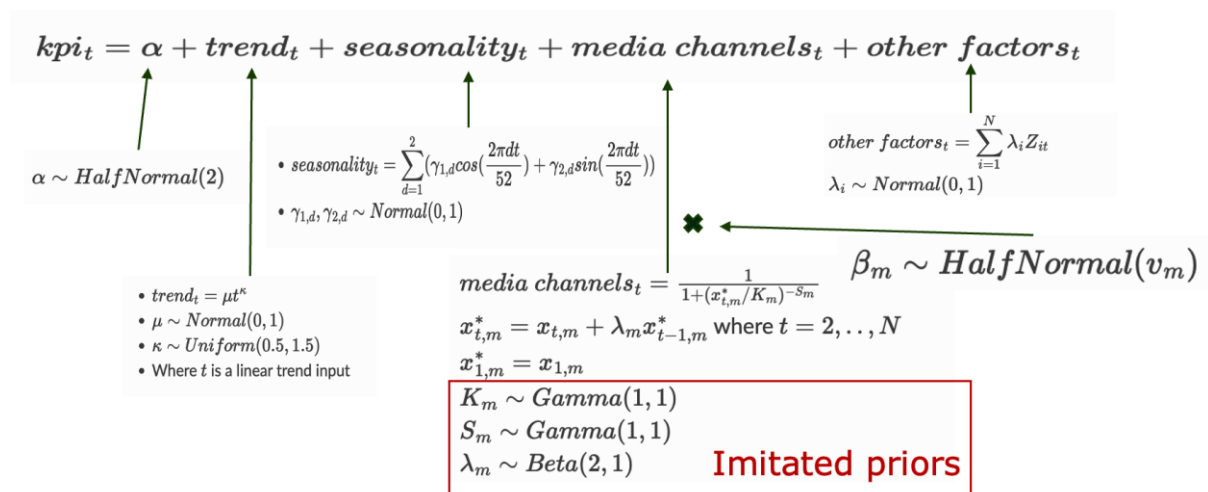 kpi_t = α + trend_t + seasonality_t + media channels_t + other factors_t
α ∼ HalfNormal(2)
• seasonality_t = ∑_{d=1}^{2}(γ_{1,d}cos(\frac{2πdt}{52}) + γ_{2,d}sin(\frac{2πdt}{52}))
• γ_{1,d}, γ_{2,d} ∼ Normal(0, 1)
other factors_t = ∑_{i=1}^{N} λ_i Z_{it}
λ_i ∼ Normal(0, 1)
✖
β_m ∼ HalfNormal(v_m)
• trend_t = μt^κ
• μ ∼ Normal(0, 1)
• κ ∼ Uniform(0.5, 1.5)
• Where t is a linear trend input
media channels_t = \frac{1}{1+(x^*_{t,m}/K_m)^{-S_m}}
x^*_{t,m} = x_{t,m} + λ_m x^*_{t−1,m} where t = 2, . . , N
x^*_{1,m} = x_{1,m}
K_m ∼ Gamma(1, 1)
S_m ∼ Gamma(1, 1)
λ_m ∼ Beta(2, 1)
Imitated priors